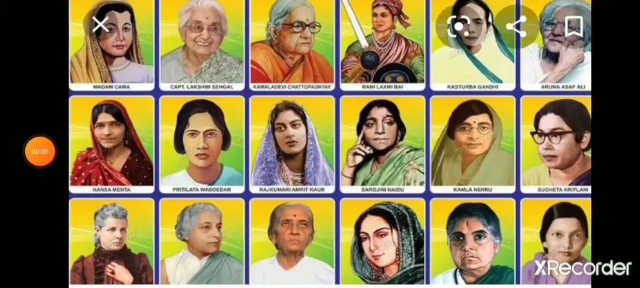 MADAM CAMA
CAPT. LAKSHMI SEHGAL
KAMALADEVI CHATTOPADHYAY
RANI LAXMI BAI
KASTURBA GANDHI
ARUNA ASAF ALI
00:00
HANSA MEHTA
PRITILATA WADDEDAR
RAJKUMARI AMRIT KAUR
SAROJINI NAIDU
KAMLA NEHRU
SUCHETA KRIPLANI
XRecorder